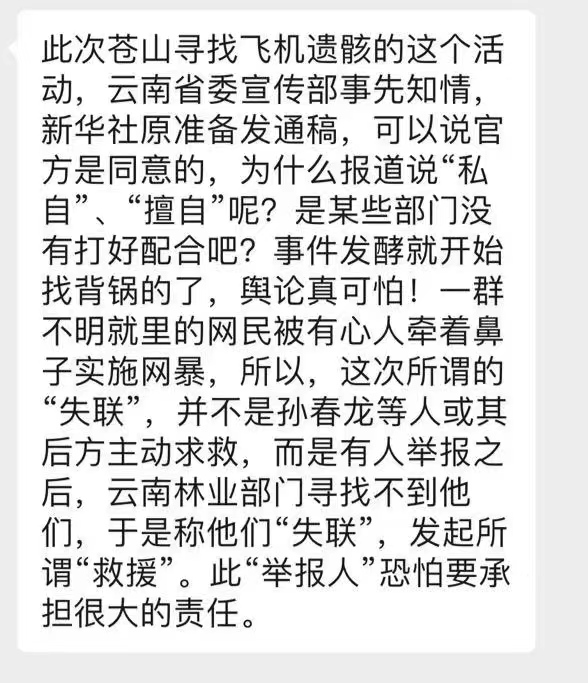 此次苍山寻找飞机遗骸的这个活
动，云南省委宣传部事先知情，
新华社原准备发通稿，可以说官
方是同意的，为什么报道说“私
自”、“擅自”呢？是某些部门没
有打好配合吧？事件发酵就开始
找背锅的了，舆论真可怕！一群
不明就里的网民被有心人牵着鼻
子实施网暴，所以，这次所谓的
“失联”，并不是孙春龙等人或其
后方主动求救，而是有人举报之
后，云南林业部门寻找不到他
们，于是称他们“失联”，发起所
谓“救援”。此“举报人”恐怕要承
担很大的责任。